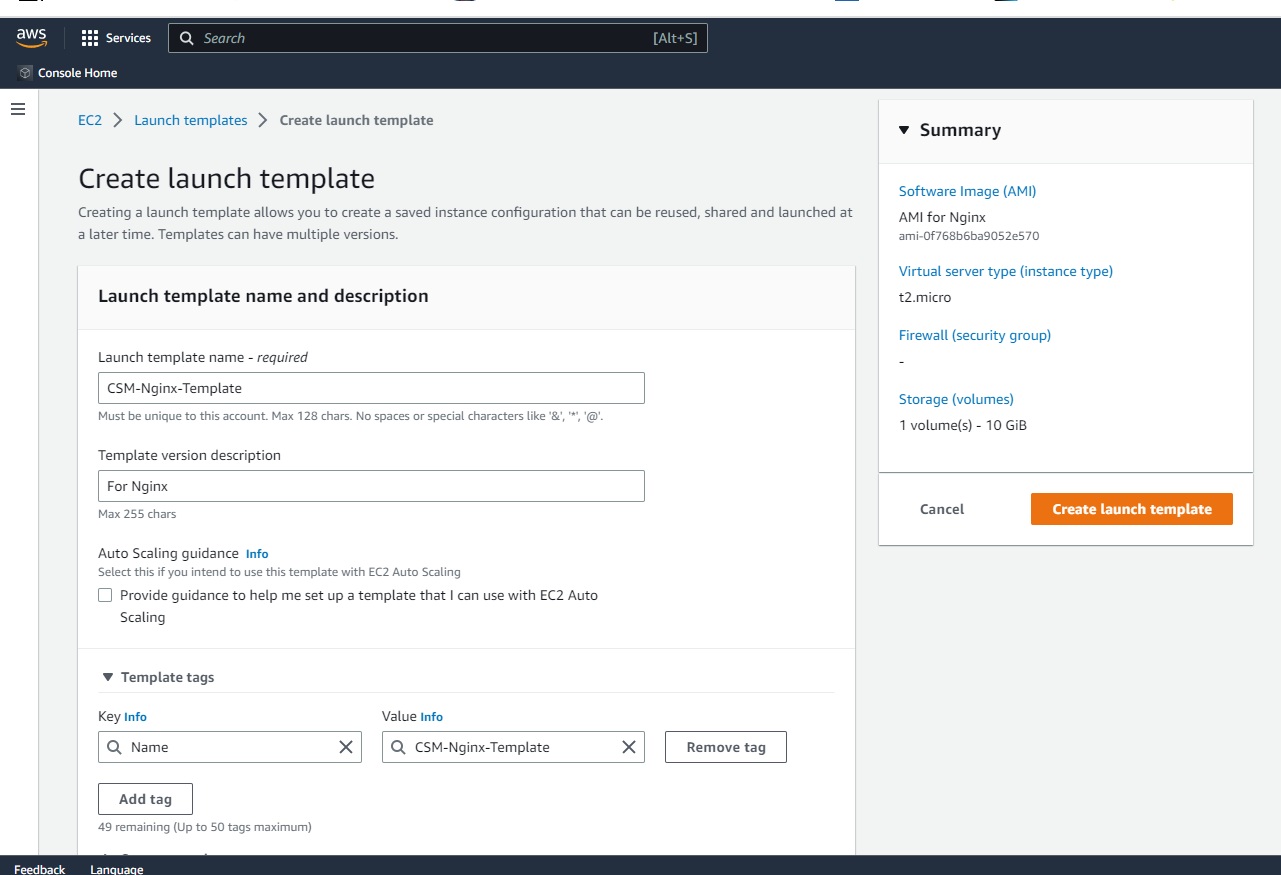 aws
Services
Search
[Alt+S]
Console Home
EC2 > Launch templates > Create launch template
Create launch template
Creating a launch template allows you to create a saved instance configuration that can be reused, shared and launched at
a later time. Templates can have multiple versions.
Launch template name and description
Launch template name - required
CSM-Nginx-Template
Must be unique to this account. Max 128 chars. No spaces or special characters like '&', '*', '@'.
Template version description
For Nginx
Max 255 chars
Auto Scaling guidance Info
Select this if you intend to use this template with EC2 Auto Scaling
Provide guidance to help me set up a template that I can use with EC2 Auto
Scaling
Template tags
Key Info
Value Info
Name
CSM-Nginx-Template
Remove tag
Add tag
49 remaining (Up to 50 tags maximum)
Summary
Software Image (AMI)
AMI for Nginx
ami-0f768b6ba9052e570
Virtual server type (instance type)
t2.micro
Firewall (security group)
-
Storage (volumes)
1 volume(s) - 10 GiB
Cancel
Create launch template
Feedback
Language